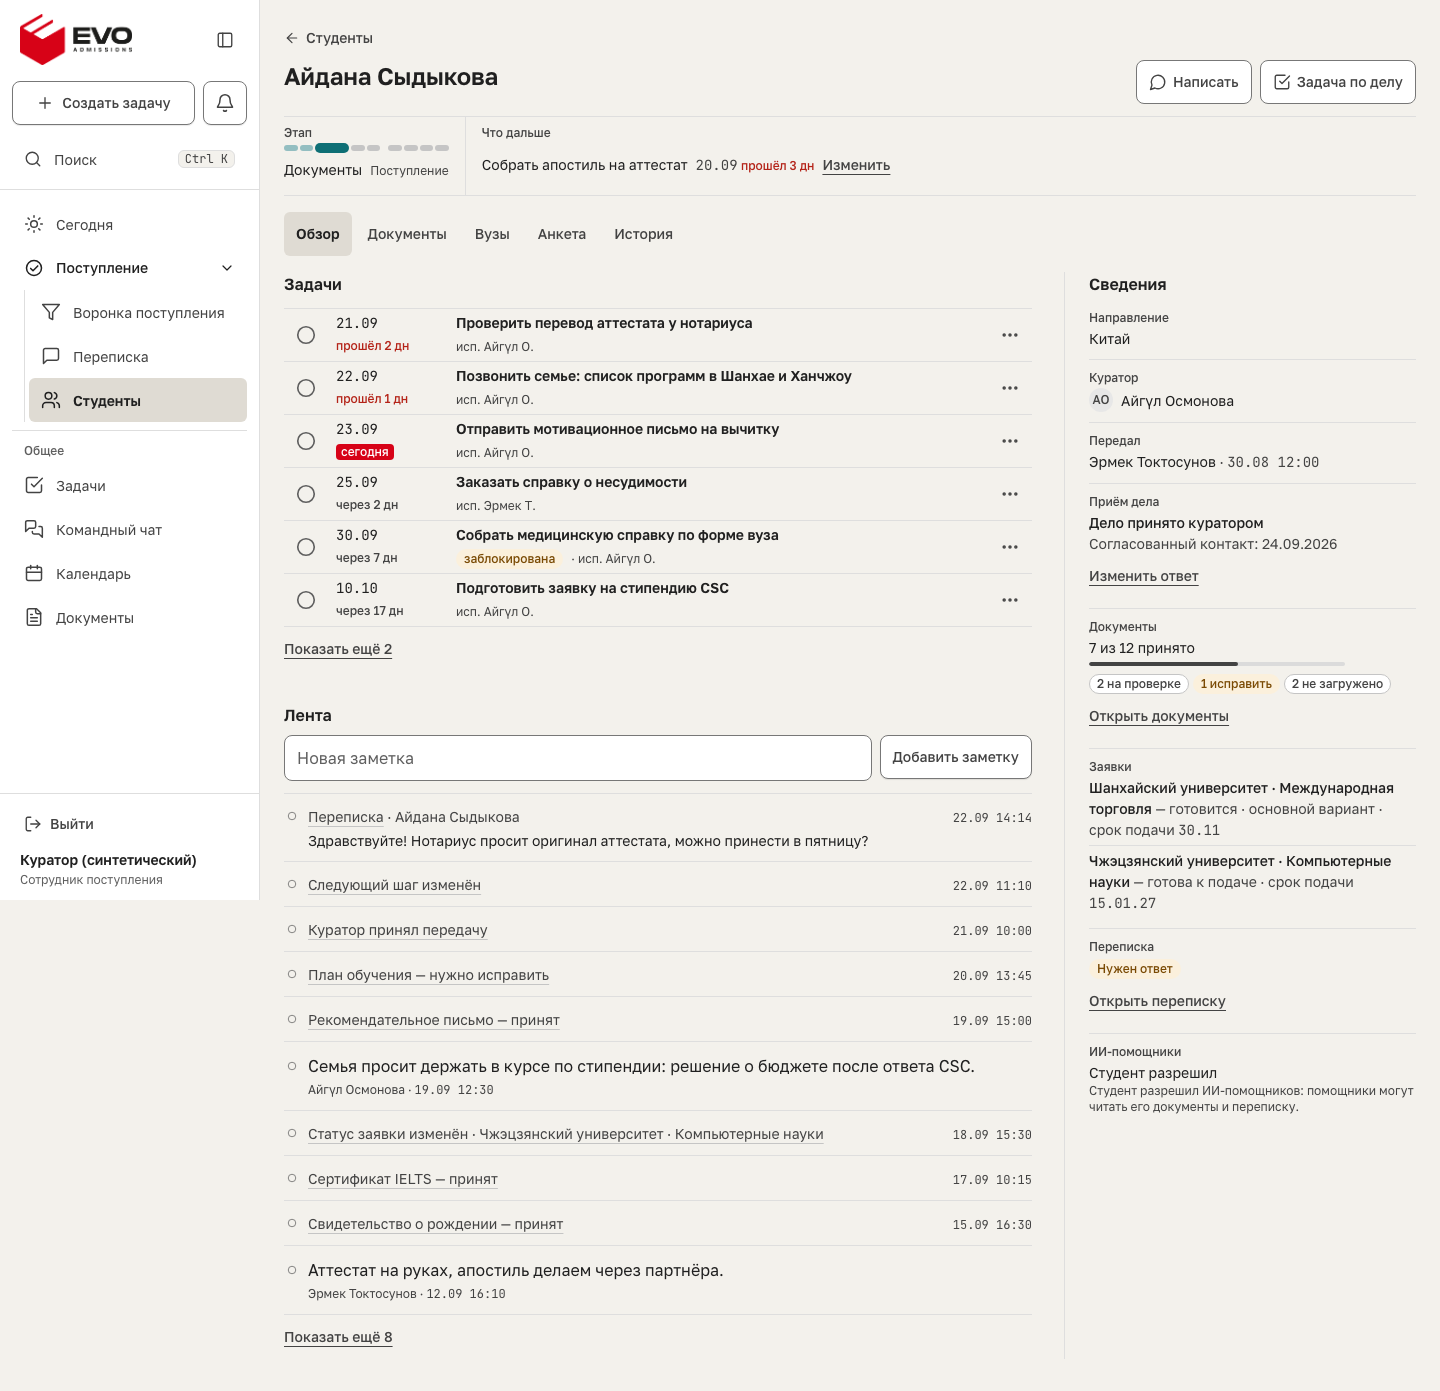 EVO
ADMISSIONS
Создать задачу
Поиск
Ctrl K
Сегодня
Поступление
Воронка поступления
Переписка
Студенты
Общее
Задачи
Командный чат
Календарь
Документы
Выйти
Куратор (синтетический)
Сотрудник поступления
Студенты
Айдана Сыдыкова
Написать
Задача по делу
Этап
Документы Поступление
Что дальше
Собрать апостиль на аттестат 20.09 прошёл 3 дн Изменить
Обзор
Документы
Вузы
Анкета
История
Задачи
21.09 Проверить перевод аттестата у нотариуса
прошёл 2 дн исп. Айгүл О.
22.09 Позвонить семье: список программ в Шанхае и Ханчжоу
прошёл 1 дн исп. Айгүл О.
23.09 Отправить мотивационное письмо на вычитку
сегодня исп. Айгүл О.
25.09 Заказать справку о несудимости
через 2 дн исп. Эрмек Т.
30.09 Собрать медицинскую справку по форме вуза
через 7 дн заблокирована · исп. Айгүл О.
10.10 Подготовить заявку на стипендию CSC
через 17 дн исп. Айгүл О.
Показать ещё 2
Лента
Новая заметка
Добавить заметку
Переписка · Айдана Сыдыкова 22.09 14:14
Здравствуйте! Нотариус просит оригинал аттестата, можно принести в пятницу?
Следующий шаг изменён 22.09 11:10
Куратор принял передачу 21.09 10:00
План обучения — нужно исправить 20.09 13:45
Рекомендательное письмо — принят 19.09 15:00
Семья просит держать в курсе по стипендии: решение о бюджете после ответа CSC.
Айгүл Осмонова · 19.09 12:30
Статус заявки изменён · Чжэцзянский университет · Компьютерные науки 18.09 15:30
Сертификат IELTS — принят 17.09 10:15
Свидетельство о рождении — принят 15.09 16:30
Аттестат на руках, апостиль делаем через партнёра.
Эрмек Токтосунов · 12.09 16:10
Показать ещё 8
Сведения
Направление
Китай
Куратор
АО Айгүл Осмонова
Передал
Эрмек Токтосунов · 30.08 12:00
Приём дела
Дело принято куратором
Согласованный контакт: 24.09.2026
Изменить ответ
Документы
7 из 12 принято
2 на проверке 1 исправить 2 не загружено
Открыть документы
Заявки
Шанхайский университет · Международная
торговля — готовится · основной вариант ·
срок подачи 30.11
Чжэцзянский университет · Компьютерные
науки — готова к подаче · срок подачи
15.01.27
Переписка
Нужен ответ
Открыть переписку
ИИ-помощники
Студент разрешил
Студент разрешил ИИ-помощников: помощники могут
читать его документы и переписку.